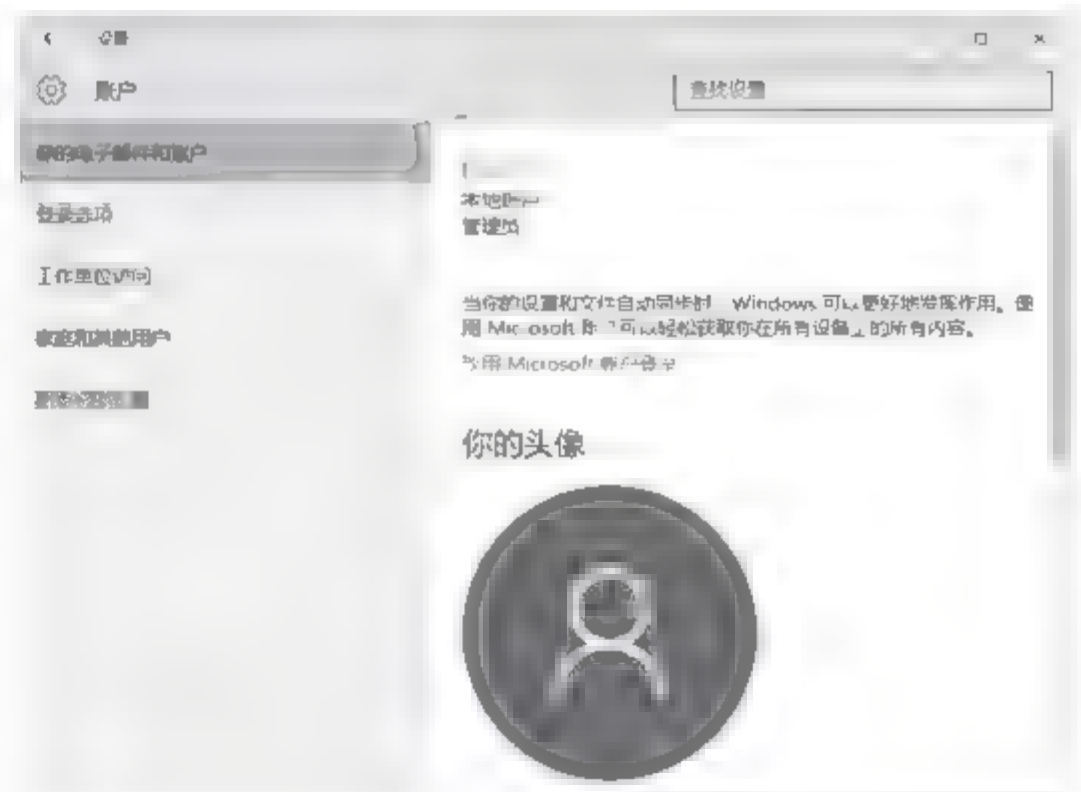 设置
账户
查找设置
你的电子邮件和账户
登录选项
工作单位访问
家庭和其他用户
本地账户
管理员
当你的设置和文件自动同步时，Windows 可以更好地发挥作用。使
用 Microsoft 账户可以轻松获取你在所有设备上的所有内容。
改用 Microsoft 账户登录
你的头像